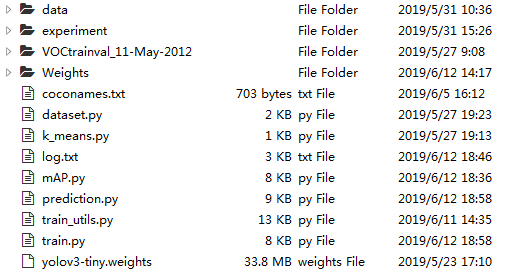 data File Folder 2019/5/31 10:36
experiment File Folder 2019/5/31 15:26
VOCtrainval_11-May-2012 File Folder 2019/5/27 9:08
Weights File Folder 2019/6/12 14:17
coconames.txt 703 bytes txt File 2019/6/5 16:12
dataset.py 2 KB py File 2019/5/27 19:23
k_means.py 1 KB py File 2019/5/27 19:13
log.txt 3 KB txt File 2019/6/12 18:46
mAP.py 8 KB py File 2019/6/12 18:36
prediction.py 9 KB py File 2019/6/12 18:58
train_utils.py 13 KB py File 2019/6/11 14:35
train.py 8 KB py File 2019/6/12 18:58
yolov3-tiny.weights 33.8 MB weights File 2019/5/23 17:10